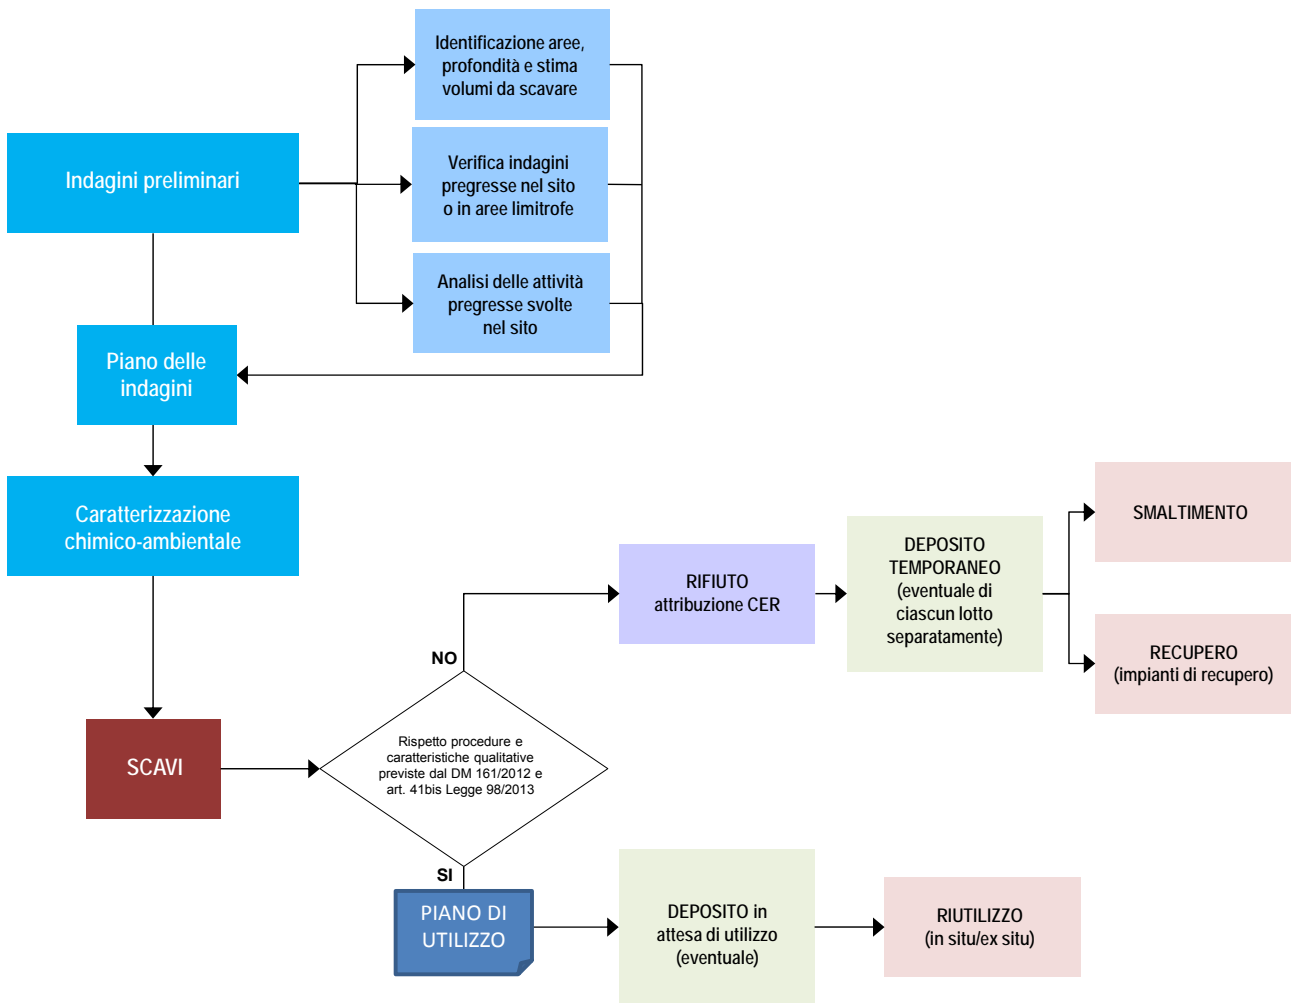 Identificazione aree,
profondità e stima
volumi da scavare
Indagini preliminari
Verifica indagini
pregresse nel sito
o in aree limitrofe
Analisi delle attività
pregresse svolte
nel sito
Piano delle
indagini
Caratterizzazione
chimico-ambientale
SMALTIMENTO
DEPOSITO
TEMPORANEO
(eventuale di
ciascun lotto
separatamente)
RIFIUTO
attribuzione CER
RECUPERO
(impianti di recupero)
NO
SCAVI
Rispetto procedure e
caratteristiche qualitative
previste dal DM 161/2012 e
art. 41bis Legge 98/2013
SI
PIANO DI
UTILIZZO
DEPOSITO in
attesa di utilizzo
(eventuale)
RIUTILIZZO
(in situ/ex situ)